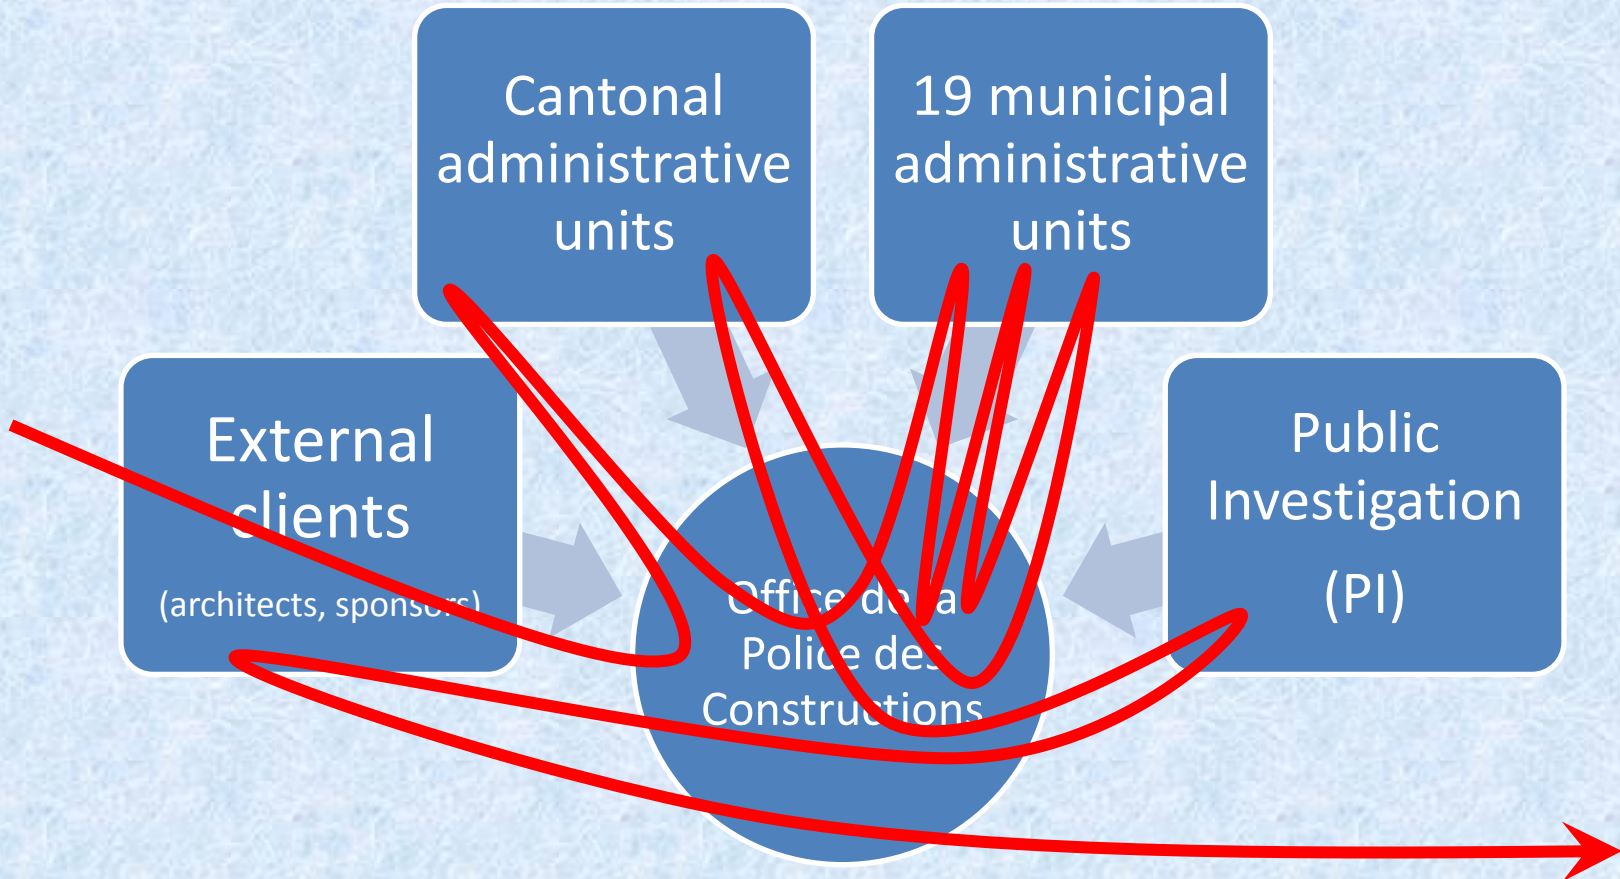 Cantonal
administrative
units
19 municipal
administrative
units
External
clients
(architects, sponsors)
Public
Investigation
(PI)
Office de la
Police des
Constructions